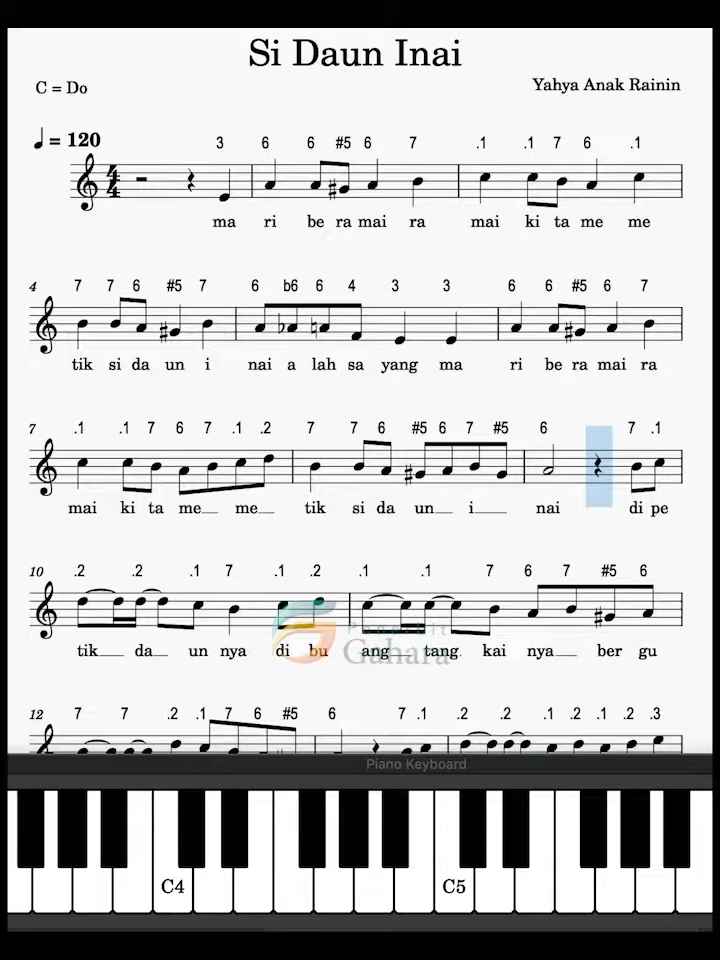 Si Daun Inai
C = Do
Yahya Anak Rainin
♩ = 120
3 6 6 #5 6 7 .1 .1 7 6 .1
4
4
ma ri be ra mai ra mai ki ta me me
4 7 7 6 #5 7 6 b6 6 4 3 3 6 6 #5 6 7
tik si da un i nai a lah sa yang ma ri be ra mai ra
7 .1 .1 7 6 7 .1 .2 7 7 6 #5 6 7 #5 6 7 .1
mai ki ta me me tik si da un i nai di pe
10 .2 .2 .1 7 .1 .2 .1 .1 7 6 7 #5 6
tik da un nya di bu ang tang kai nya ber gu
Penerbit
Gahara
12 7 7 .2 .1 7 6 #5 6 7 .1 .2 .2 .1 .2 .1 .2 .3
Piano Keyboard
C4 C5